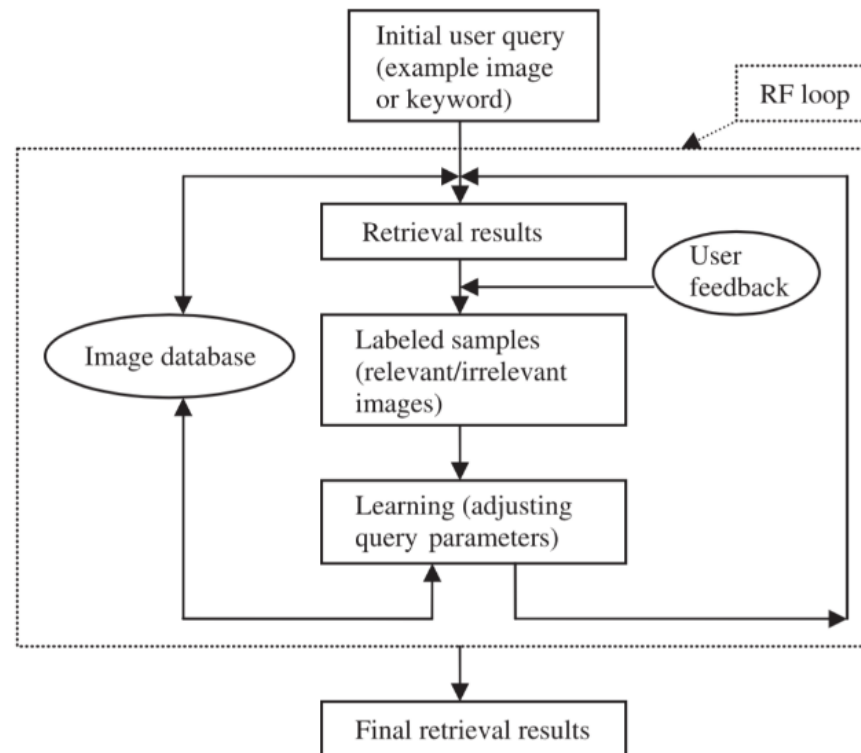 Initial user query
(example image
or keyword)
RF loop
Retrieval results
User
feedback
Image database
Labeled samples
(relevant/irrelevant
images)
Learning (adjusting
query parameters)
Final retrieval results